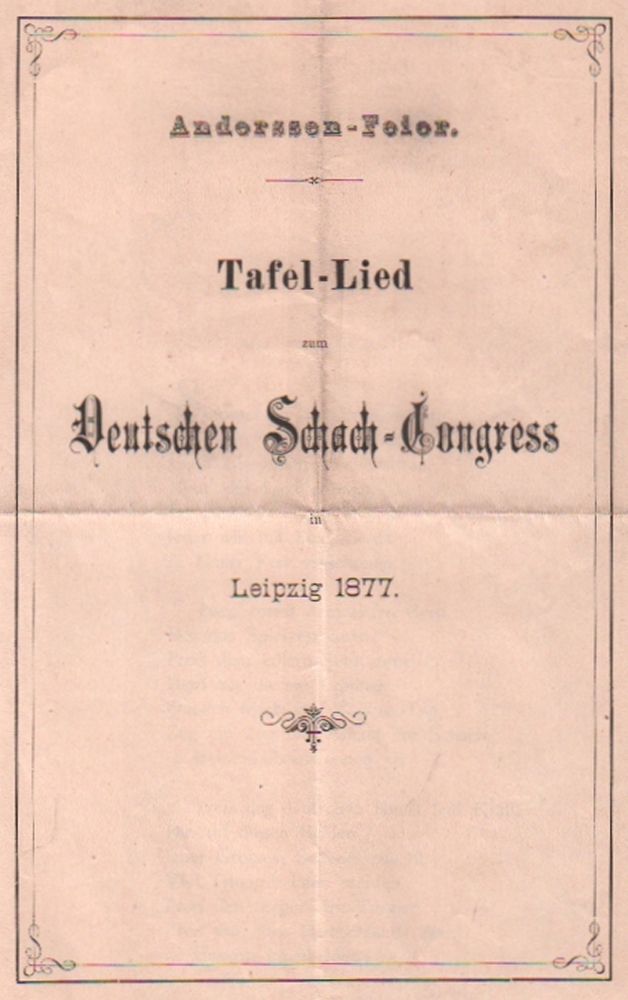 Anderssen-Feier.
Tafel-Lied
zum
Deutschen Schach-Congress
in
Leipzig 1877.